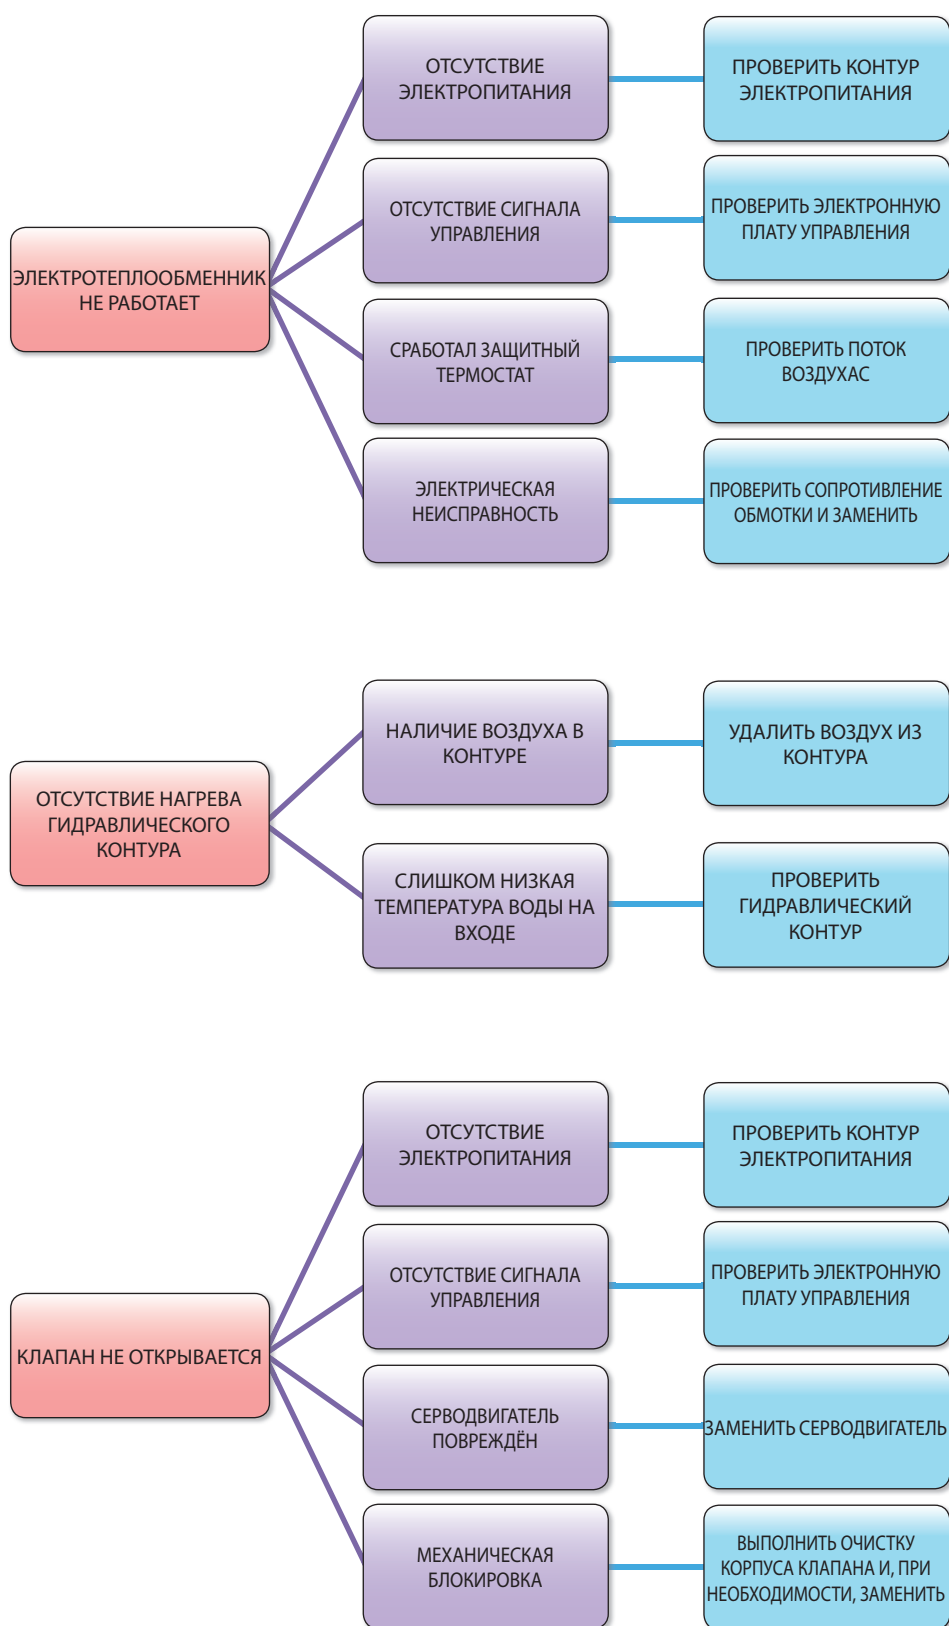 ЭЛЕКТРОТЕПЛООБМЕННИК
НЕ РАБОТАЕТ
ОТСУТСТВИЕ
ЭЛЕКТРОПИТАНИЯ
ПРОВЕРИТЬ КОНТУР
ЭЛЕКТРОПИТАНИЯ
ОТСУТСТВИЕ СИГНАЛА
УПРАВЛЕНИЯ
ПРОВЕРИТЬ ЭЛЕКТРОННУЮ
ПЛАТУ УПРАВЛЕНИЯ
СРАБОТАЛ ЗАЩИТНЫЙ
ТЕРМОСТАТ
ПРОВЕРИТЬ ПОТОК
ВОЗДУХАС
ЭЛЕКТРИЧЕСКАЯ
НЕИСПРАВНОСТЬ
ПРОВЕРИТЬ СОПРОТИВЛЕНИЕ
ОБМОТКИ И ЗАМЕНИТЬ
ОТСУТСТВИЕ НАГРЕВА
ГИДРАВЛИЧЕСКОГО
КОНТУРА
НАЛИЧИЕ ВОЗДУХА В
КОНТУРЕ
УДАЛИТЬ ВОЗДУХ ИЗ
КОНТУРА
СЛИШКОМ НИЗКАЯ
ТЕМПЕРАТУРА ВОДЫ НА
ВХОДЕ
ПРОВЕРИТЬ
ГИДРАВЛИЧЕСКИЙ
КОНТУР
КЛАПАН НЕ ОТКРЫВАЕТСЯ
ОТСУТСТВИЕ
ЭЛЕКТРОПИТАНИЯ
ПРОВЕРИТЬ КОНТУР
ЭЛЕКТРОПИТАНИЯ
ОТСУТСТВИЕ СИГНАЛА
УПРАВЛЕНИЯ
ПРОВЕРИТЬ ЭЛЕКТРОННУЮ
ПЛАТУ УПРАВЛЕНИЯ
СЕРВОДВИГАТЕЛЬ
ПОВРЕЖДЁН
ЗАМЕНИТЬ СЕРВОДВИГАТЕЛЬ
МЕХАНИЧЕСКАЯ
БЛОКИРОВКА
ВЫПОЛНИТЬ ОЧИСТКУ
КОРПУСА КЛАПАНА И, ПРИ
НЕОБХОДИМОСТИ, ЗАМЕНИТЬ